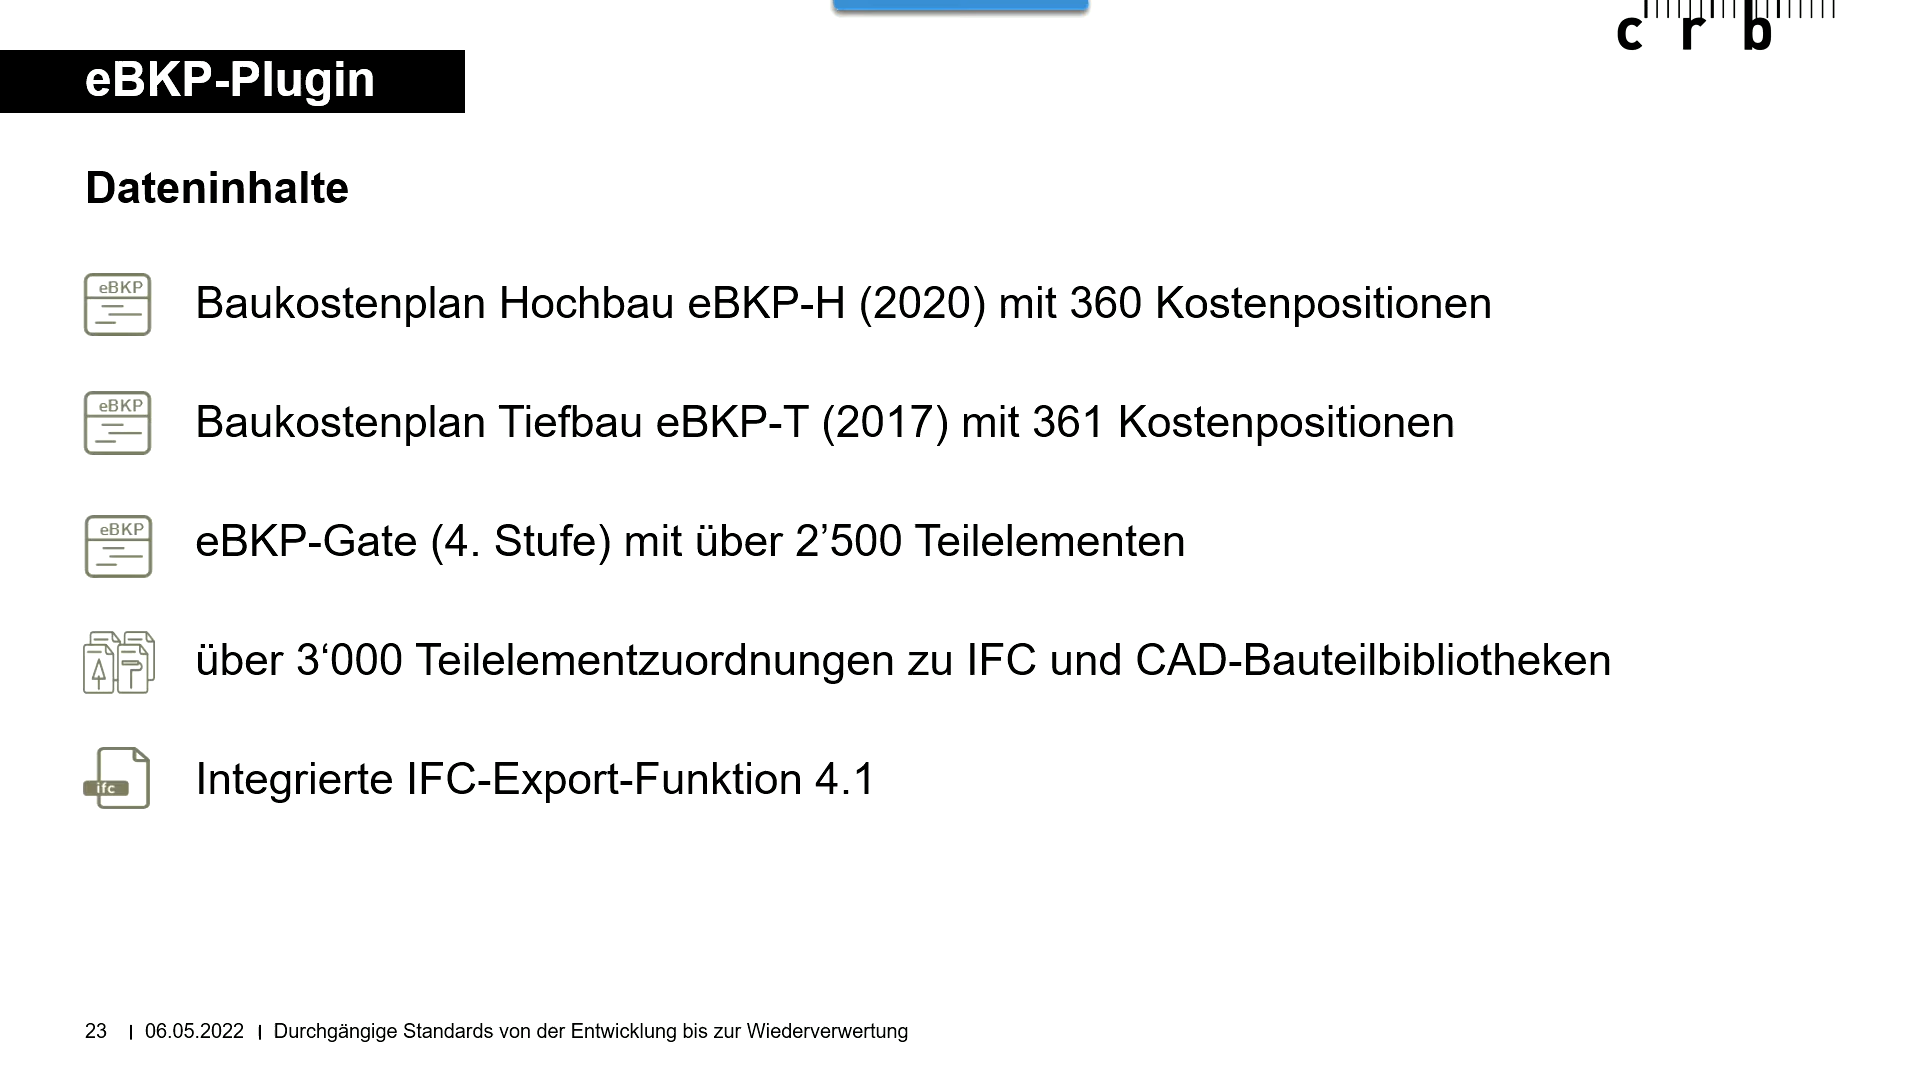 crb
eBKP-Plugin
Dateninhalte
eBKP
Baukostenplan Hochbau eBKP-H (2020) mit 360 Kostenpositionen
eBKP
Baukostenplan Tiefbau eBKP-T (2017) mit 361 Kostenpositionen
eBKP
eBKP-Gate (4. Stufe) mit über 2’500 Teilelementen
über 3‘000 Teilelementzuordnungen zu IFC und CAD-Bauteilbibliotheken
ifc
Integrierte IFC-Export-Funktion 4.1
23 | 06.05.2022 | Durchgängige Standards von der Entwicklung bis zur Wiederverwertung